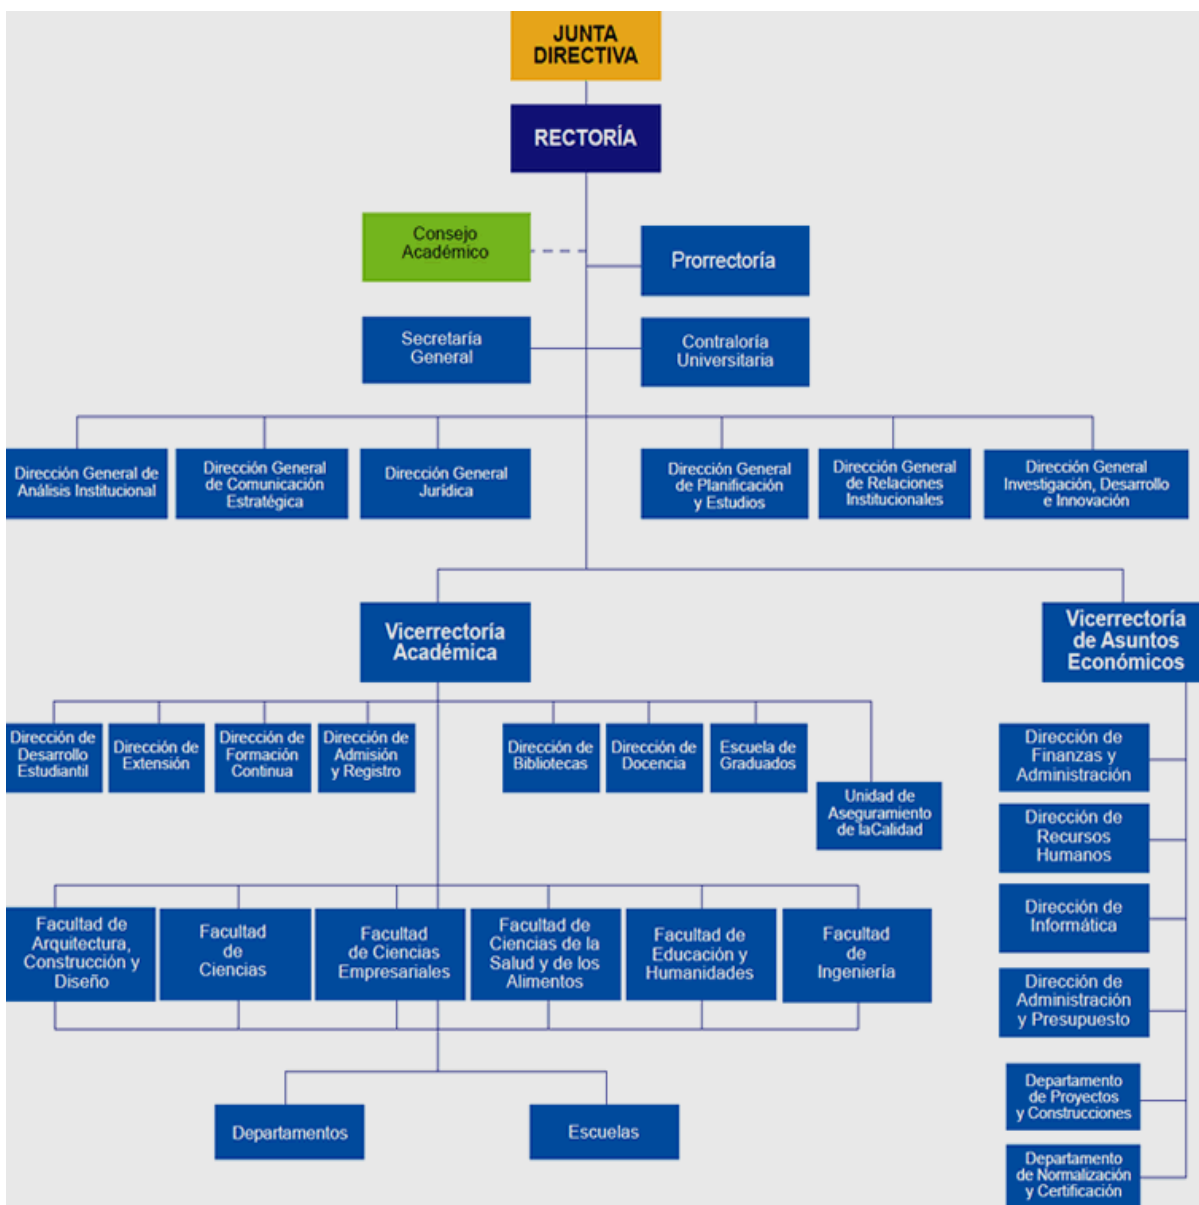 JUNTA
DIRECTIVA
RECTORÍA
Consejo
Académico
Prorrectoría
Secretaría
General
Contraloría
Universitaria
Dirección General de
Análisis Institucional
Dirección General
de Comunicación
Estratégica
Dirección General
Jurídica
Dirección General
de Planificación
y Estudios
Dirección General
de Relaciones
Institucionales
Dirección General
Investigación, Desarrollo
e Innovación
Vicerrectoría
Académica
Vicerrectoría
de Asuntos
Económicos
Dirección de
Desarrollo
Estudiantil
Dirección de
Extensión
Dirección de
Formación
Continua
Dirección de
Admisión
y Registro
Dirección de
Bibliotecas
Dirección de
Docencia
Escuela de
Graduados
Unidad de
Aseguramiento
de laCalidad
Dirección de
Finanzas y
Administración
Dirección de
Recursos
Humanos
Dirección de
Informática
Dirección de
Administración
y Presupuesto
Departamento
de Proyectos
y Construcciones
Departamento
de Normalización
y Certificación
Facultad de
Arquitectura,
Construcción y
Diseño
Facultad
de
Ciencias
Facultad
de Ciencias
Empresariales
Facultad de
Ciencias de la
Salud y de los
Alimentos
Facultad de
Educación y
Humanidades
Facultad
de
Ingeniería
Departamentos
Escuelas